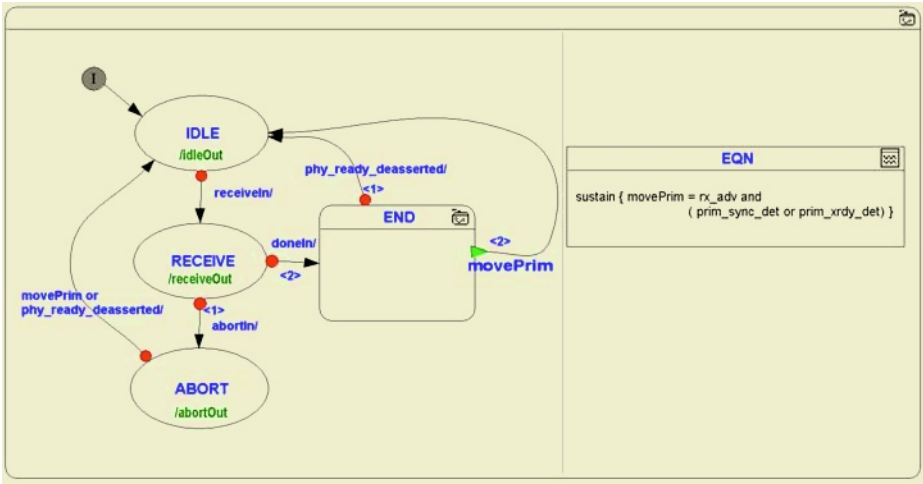 I
IDLE
/idleOut
receiveIn/
phy_ready_deasserted/
<1>
END
RECEIVE
/receiveOut
doneIn/
<2>
<2>
movePrim
movePrim or
phy_ready_deasserted/
<1>
abortIn/
ABORT
/abortOut
EQN
sustain { movePrim = rx_adv and
( prim_sync_det or prim_xrdy_det) }